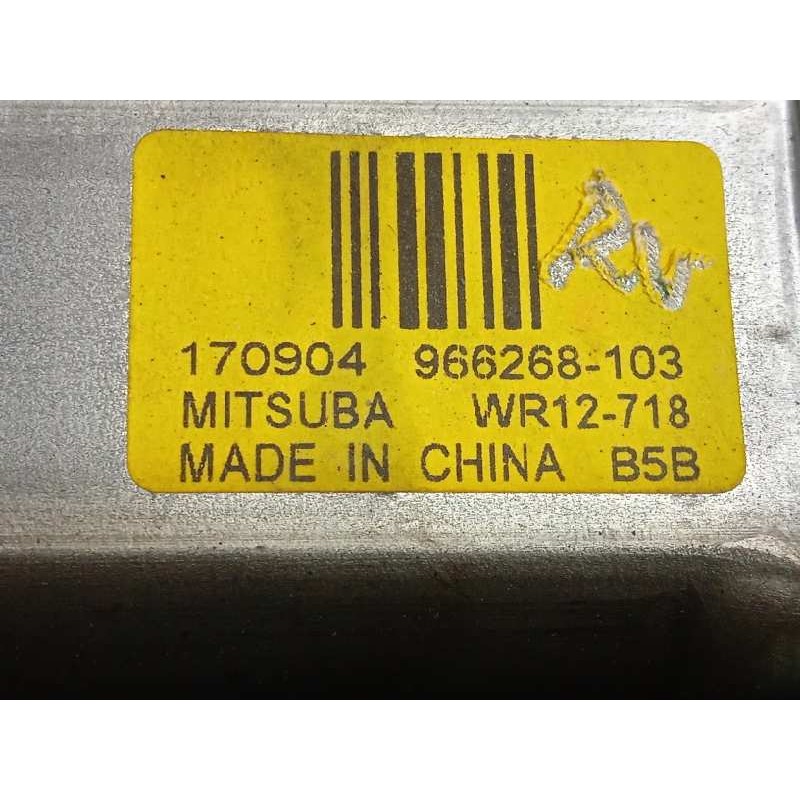 170904 966268-103
MITSUBA WR12-718
MADE IN CHINA B5B